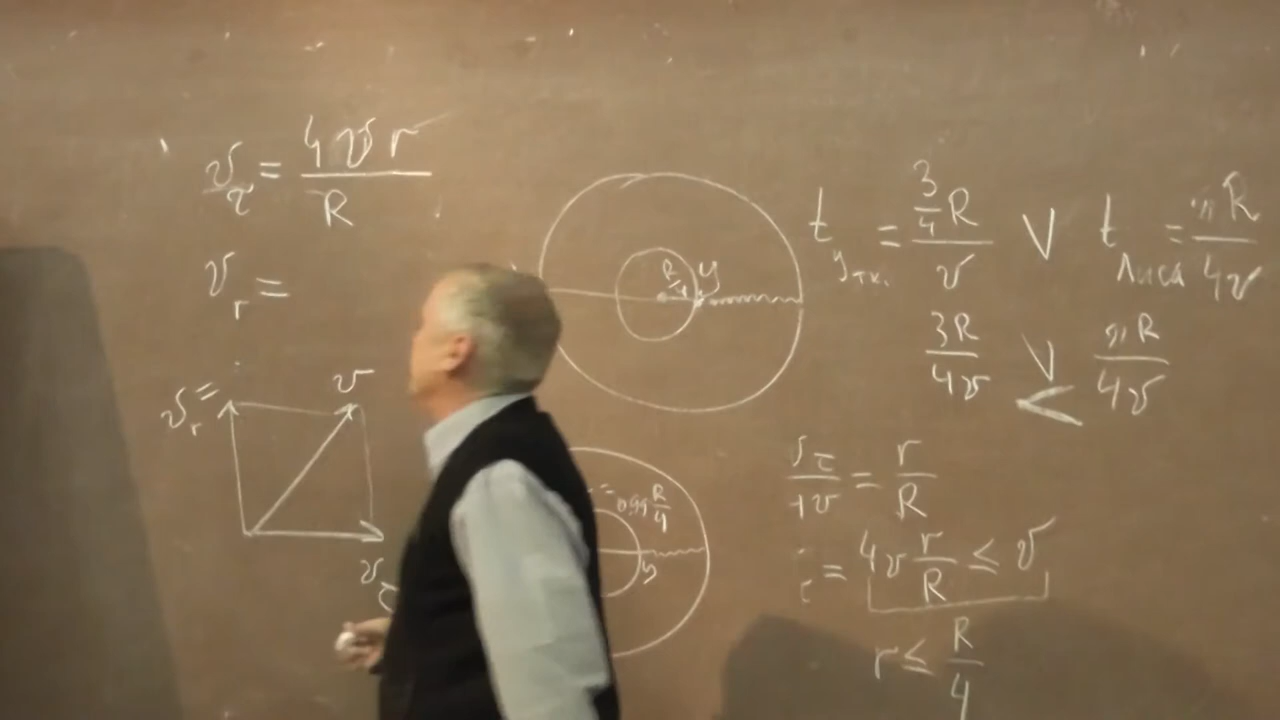 v_τ = 4vr / R
v_r =
v_r =
v
v_τ
R/4 У
t_утк. = (3/4 R) / v V t_Лиса = πR / 4v
3R / 4v V πR / 4v
<
0,99 R/4
У
v_τ / 4v = r / R
= 4v r/R ≤ v
r ≤ R/4